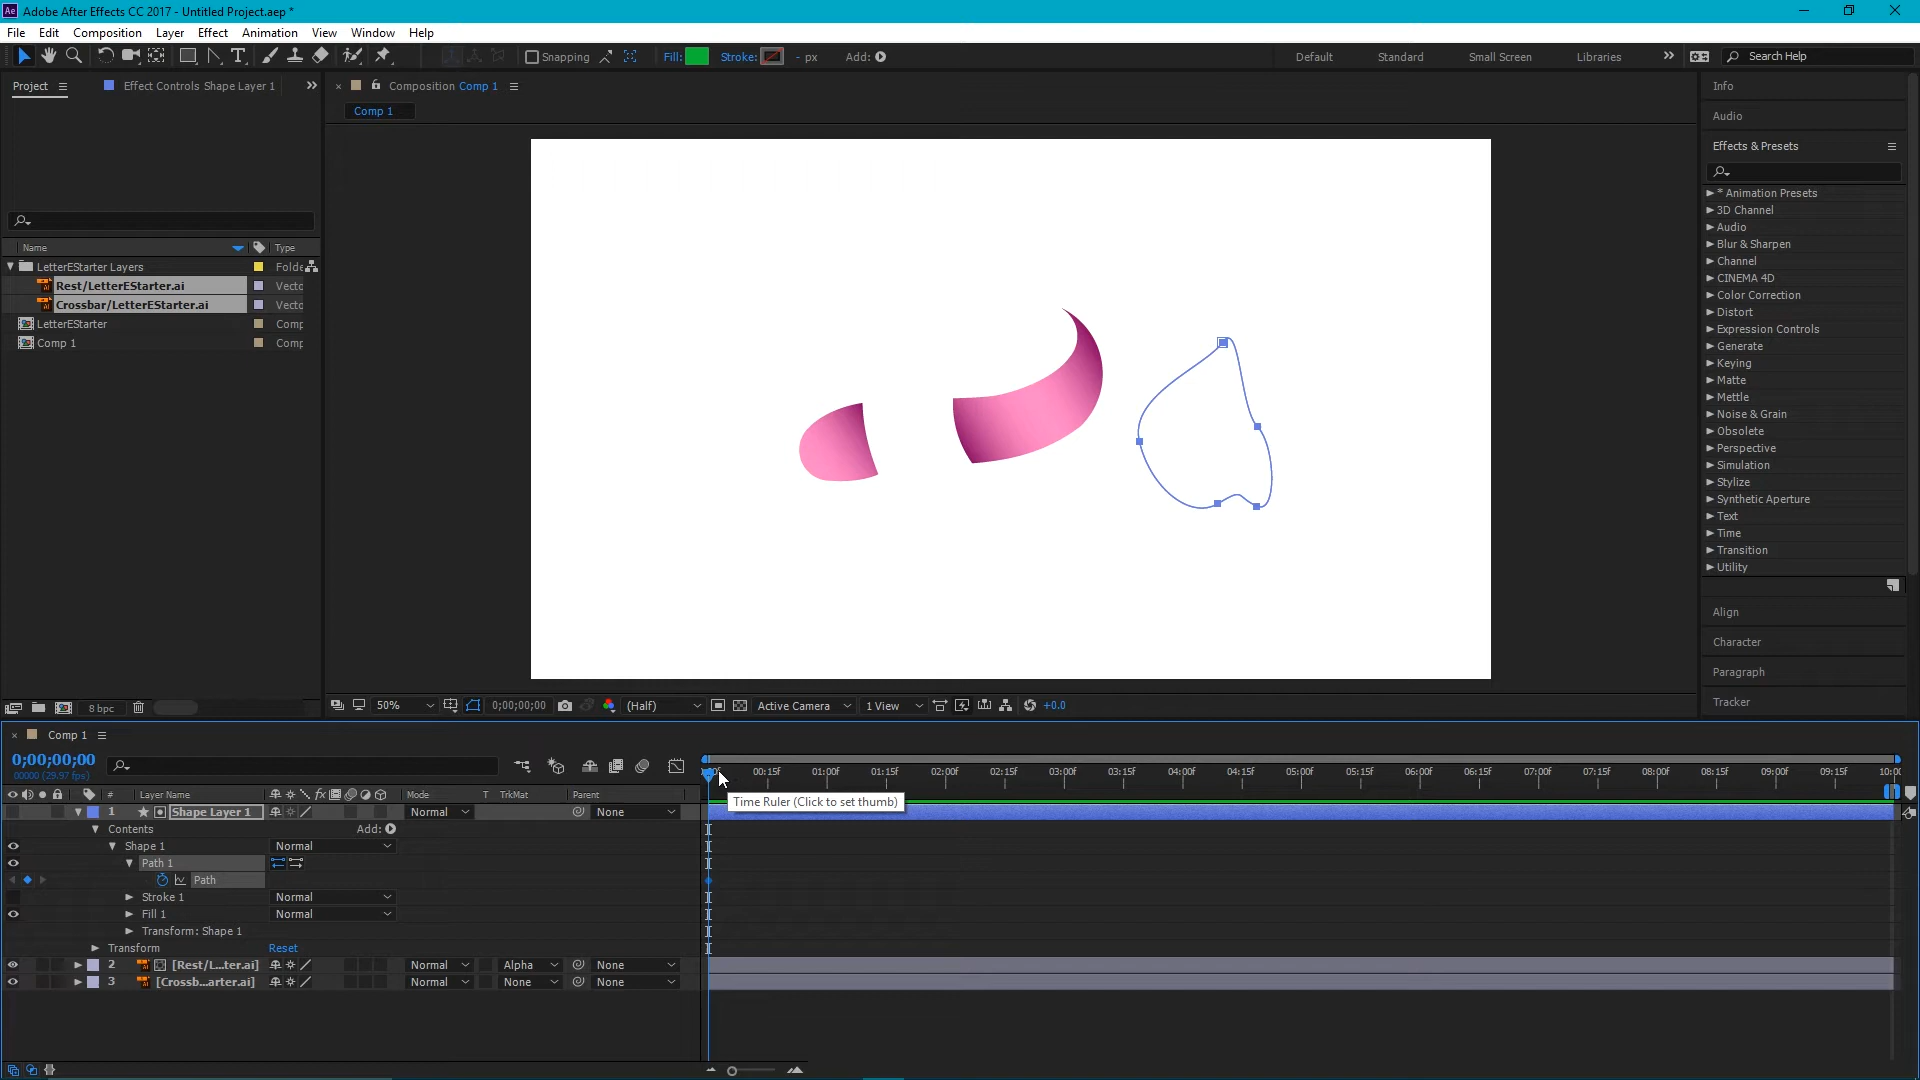 Ae Adobe After Effects CC 2017 - Untitled Project.aep *
File Edit Composition Layer Effect Animation View Window Help
Snapping Fill: Stroke: - px Add: Default Standard Small Screen Libraries Search Help
Project Effect Controls Shape Layer 1 Composition Comp 1
Comp 1
Info
Audio
Effects & Presets
* Animation Presets
3D Channel
Audio
Blur & Sharpen
Channel
CINEMA 4D
Color Correction
Distort
Expression Controls
Generate
Keying
Matte
Mettle
Noise & Grain
Obsolete
Perspective
Simulation
Stylize
Synthetic Aperture
Text
Time
Transition
Utility
Align
Character
Paragraph
Tracker
Name Type
LetterEStarter Layers Folde
Rest/LetterEStarter.ai Vecto
Crossbar/LetterEStarter.ai Vecto
LetterEStarter Comp
Comp 1 Comp
8 bpc
50% 0;00;00;00 (Half) Active Camera 1 View +0.0
Comp 1
0;00;00;00
00000 (29.97 fps)
00:15f 01:00f 01:15f 02:00f 02:15f 03:00f 03:15f 04:00f 04:15f 05:00f 05:15f 06:00f 06:15f 07:00f 07:15f 08:00f 08:15f 09:00f 09:15f 10:0
# Layer Name Mode T TrkMat Parent
Time Ruler (Click to set thumb)
1 Shape Layer 1 Normal None
Contents Add:
Shape 1 Normal
Path 1
Path
Stroke 1 Normal
Fill 1 Normal
Transform: Shape 1
Transform Reset
2 [Rest/L...ter.ai] Normal Alpha None
3 [Crossb...arter.ai] Normal None None